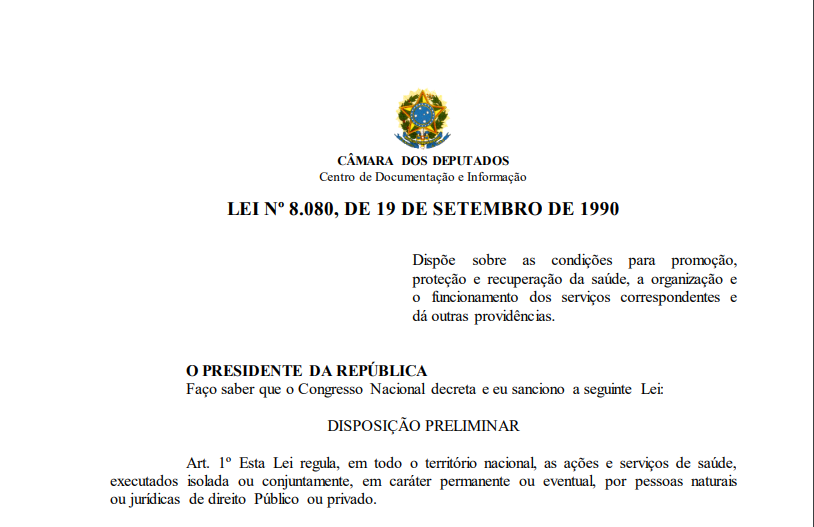 CÂMARA DOS DEPUTADOS
Centro de Documentação e Informação
LEI Nº 8.080, DE 19 DE SETEMBRO DE 1990
Dispõe sobre as condições para promoção,
proteção e recuperação da saúde, a organização e
o funcionamento dos serviços correspondentes e
dá outras providências.
O PRESIDENTE DA REPÚBLICA
Faço saber que o Congresso Nacional decreta e eu sanciono a seguinte Lei:
DISPOSIÇÃO PRELIMINAR
Art. 1º Esta Lei regula, em todo o território nacional, as ações e serviços de saúde,
executados isolada ou conjuntamente, em caráter permanente ou eventual, por pessoas naturais
ou jurídicas de direito Público ou privado.